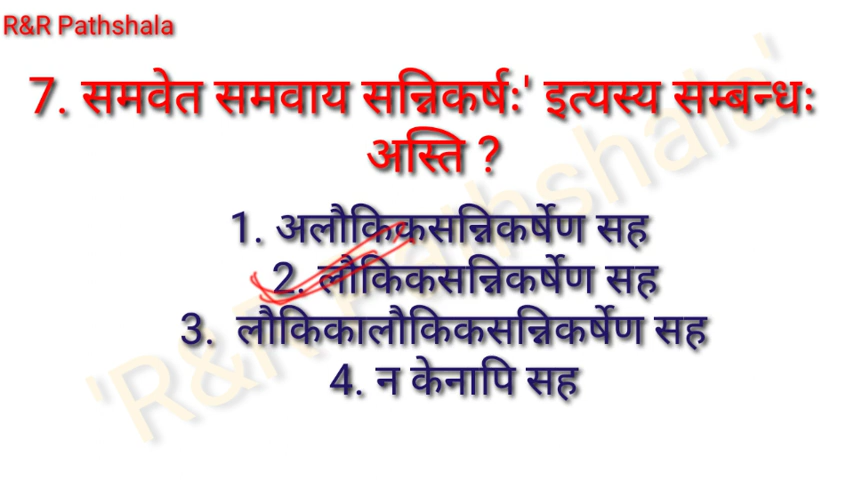 R&R Pathshala
7. समवेत समवाय सन्निकर्षः' इत्यस्य सम्बन्धः
अस्ति ?
1. अलौकिकसन्निकर्षेण सह
2. लौकिकसन्निकर्षेण सह
3. लौकिकालौकिकसन्निकर्षेण सह
4. न केनापि सह
'R&R Pathshala'